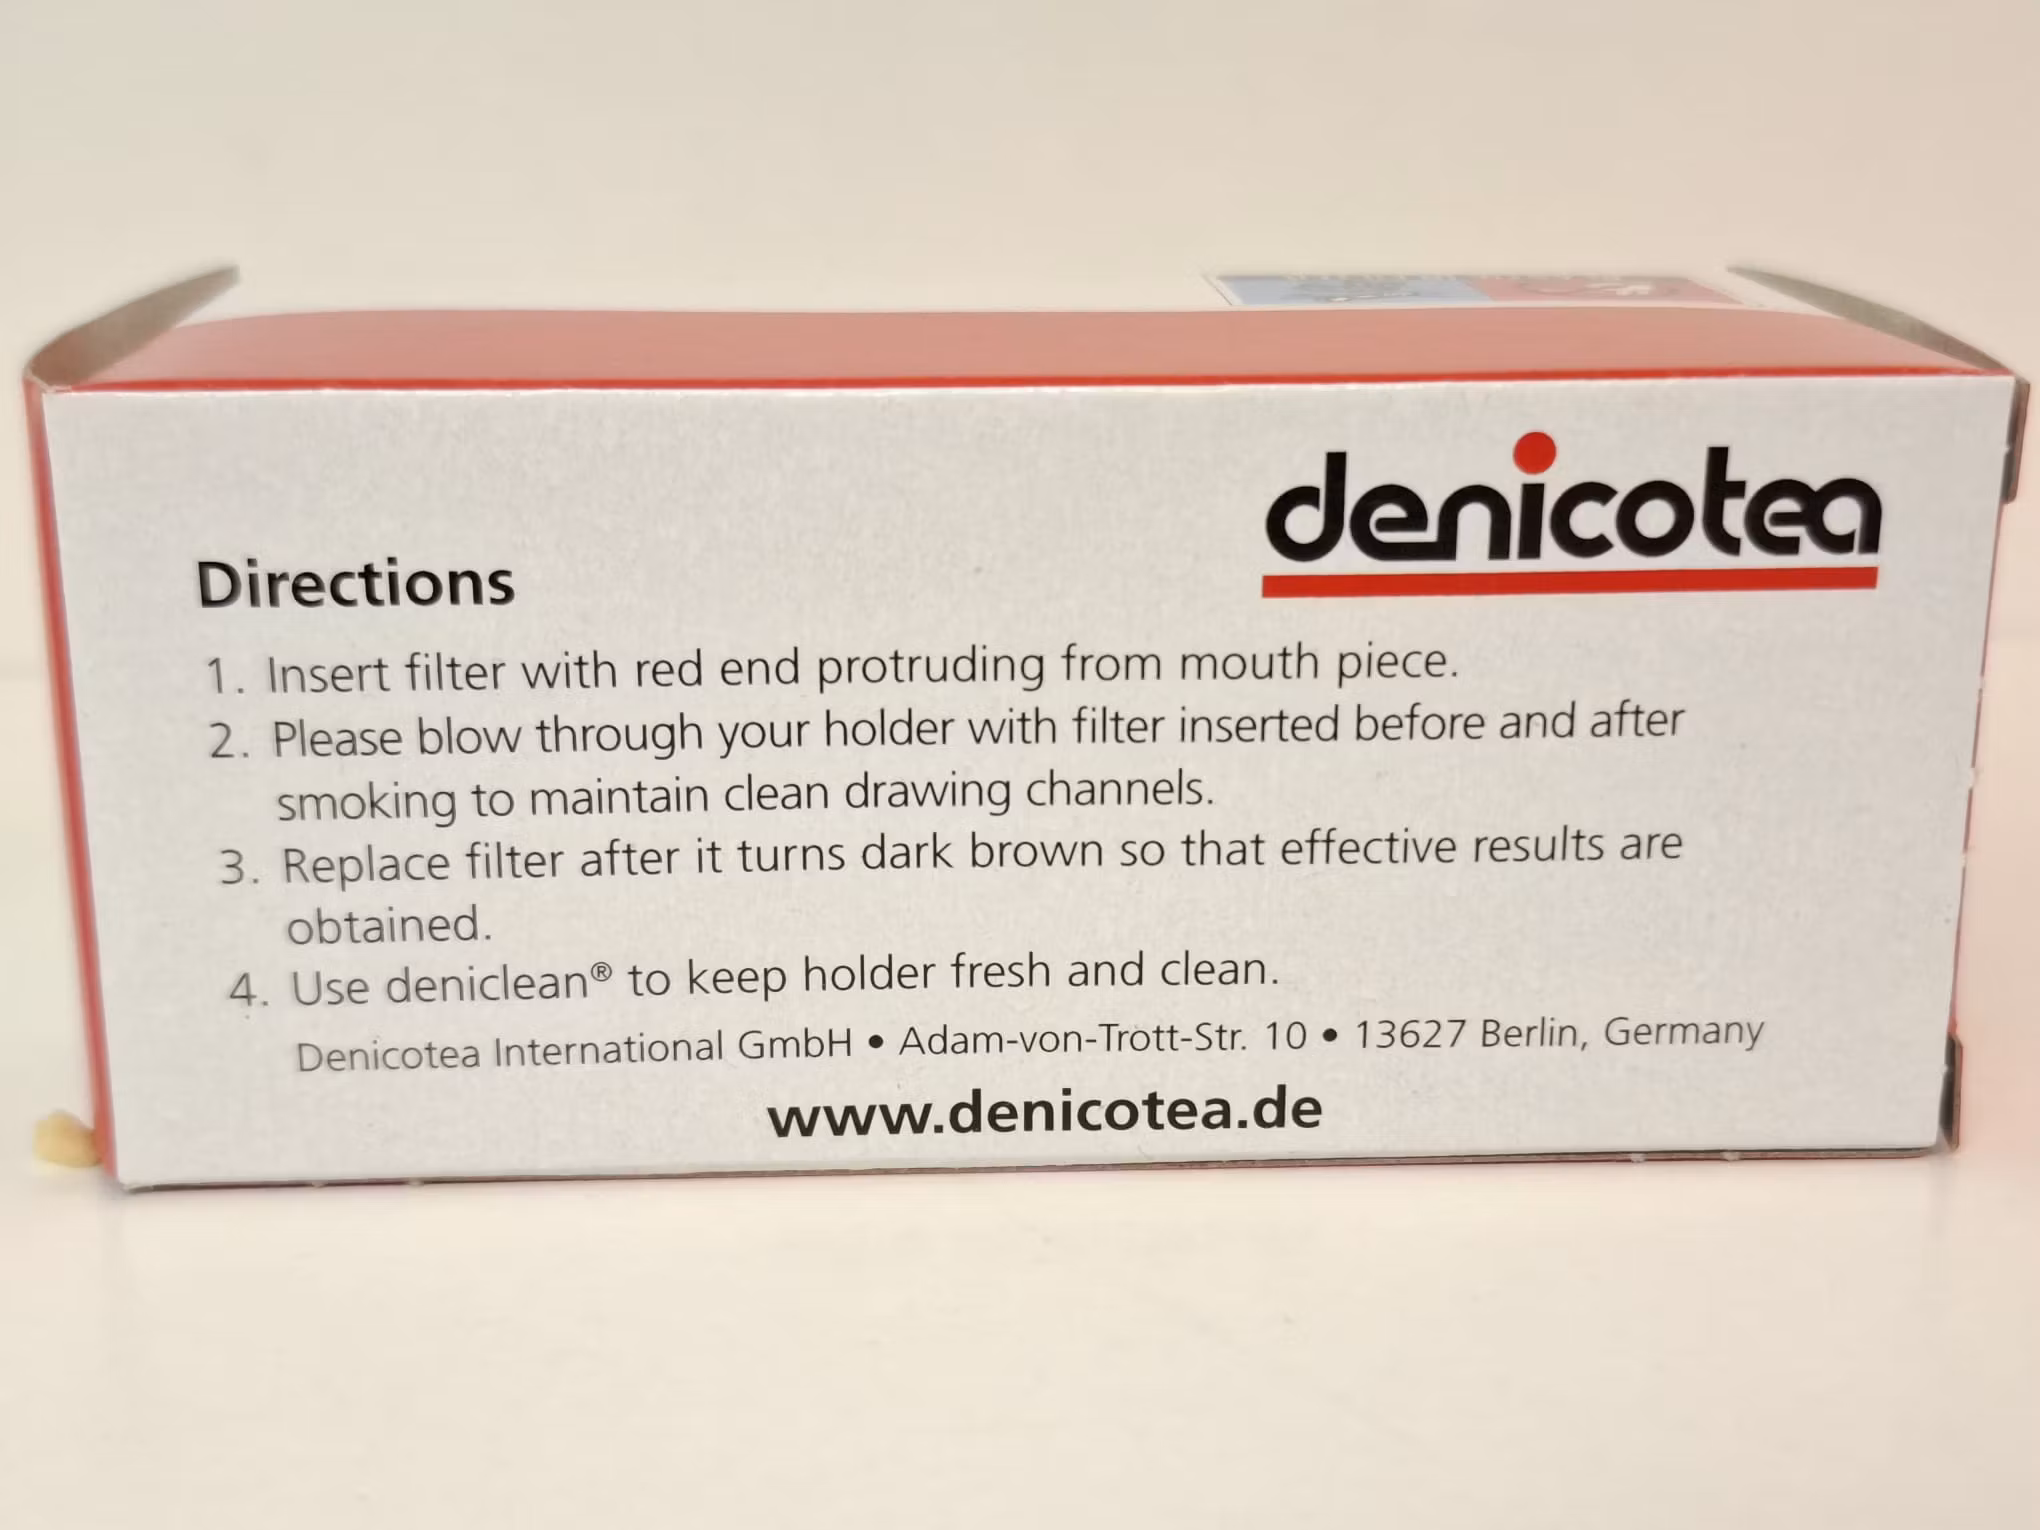 denicotea
Directions
1. Insert filter with red end protruding from mouth piece.
2. Please blow through your holder with filter inserted before and after
smoking to maintain clean drawing channels.
3. Replace filter after it turns dark brown so that effective results are
obtained.
4. Use deniclean® to keep holder fresh and clean.
Denicotea International GmbH • Adam-von-Trott-Str. 10 • 13627 Berlin, Germany
www.denicotea.de